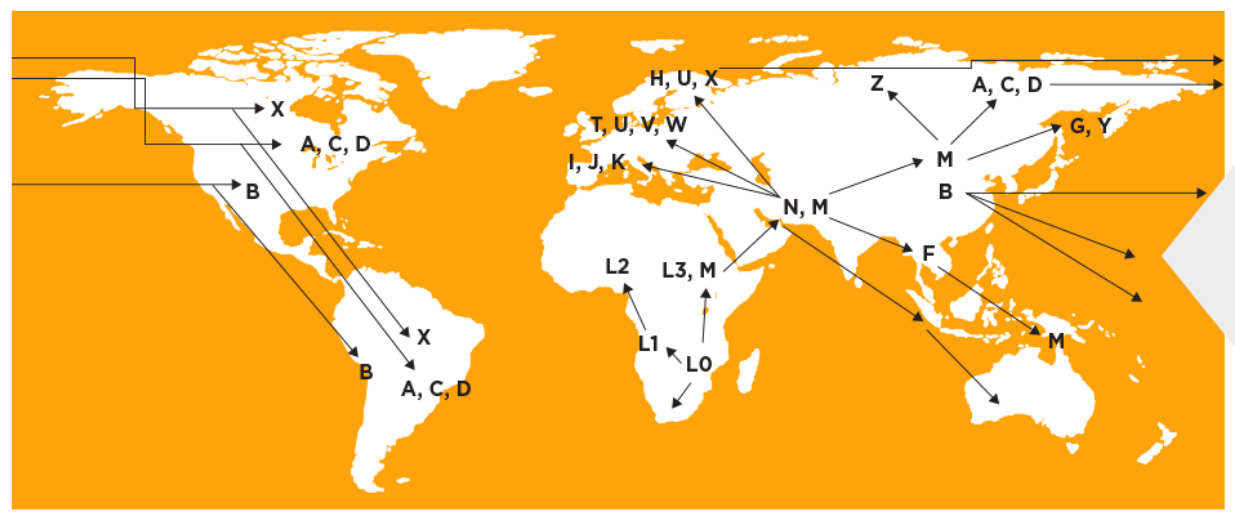 H, U, X
Z
A, C, D
X
T, U, V, W
G, Y
A, C, D
I, J, K
M
B
B
N, M
F
L2
L3, M
X
L1
M
B
L0
A, C, D